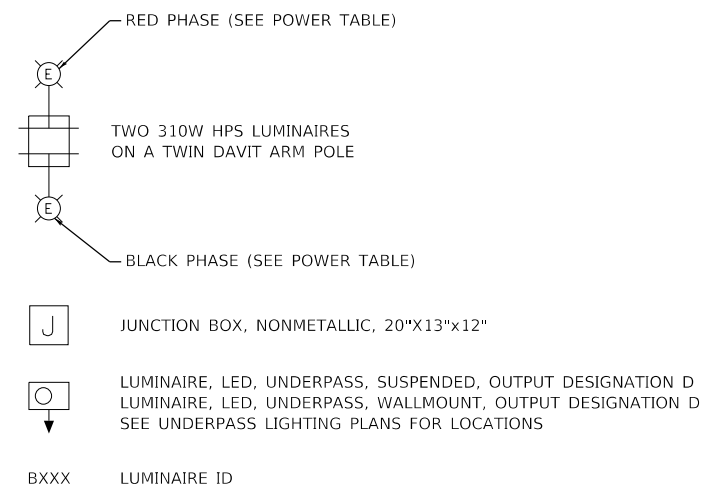 RED PHASE (SEE POWER TABLE)
E
TWO 310W HPS LUMINAIRES
ON A TWIN DAVIT ARM POLE
E
BLACK PHASE (SEE POWER TABLE)
J JUNCTION BOX, NONMETALLIC, 20"X13"x12"
LUMINAIRE, LED, UNDERPASS, SUSPENDED, OUTPUT DESIGNATION D
LUMINAIRE, LED, UNDERPASS, WALLMOUNT, OUTPUT DESIGNATION D
SEE UNDERPASS LIGHTING PLANS FOR LOCATIONS
BXXX LUMINAIRE ID